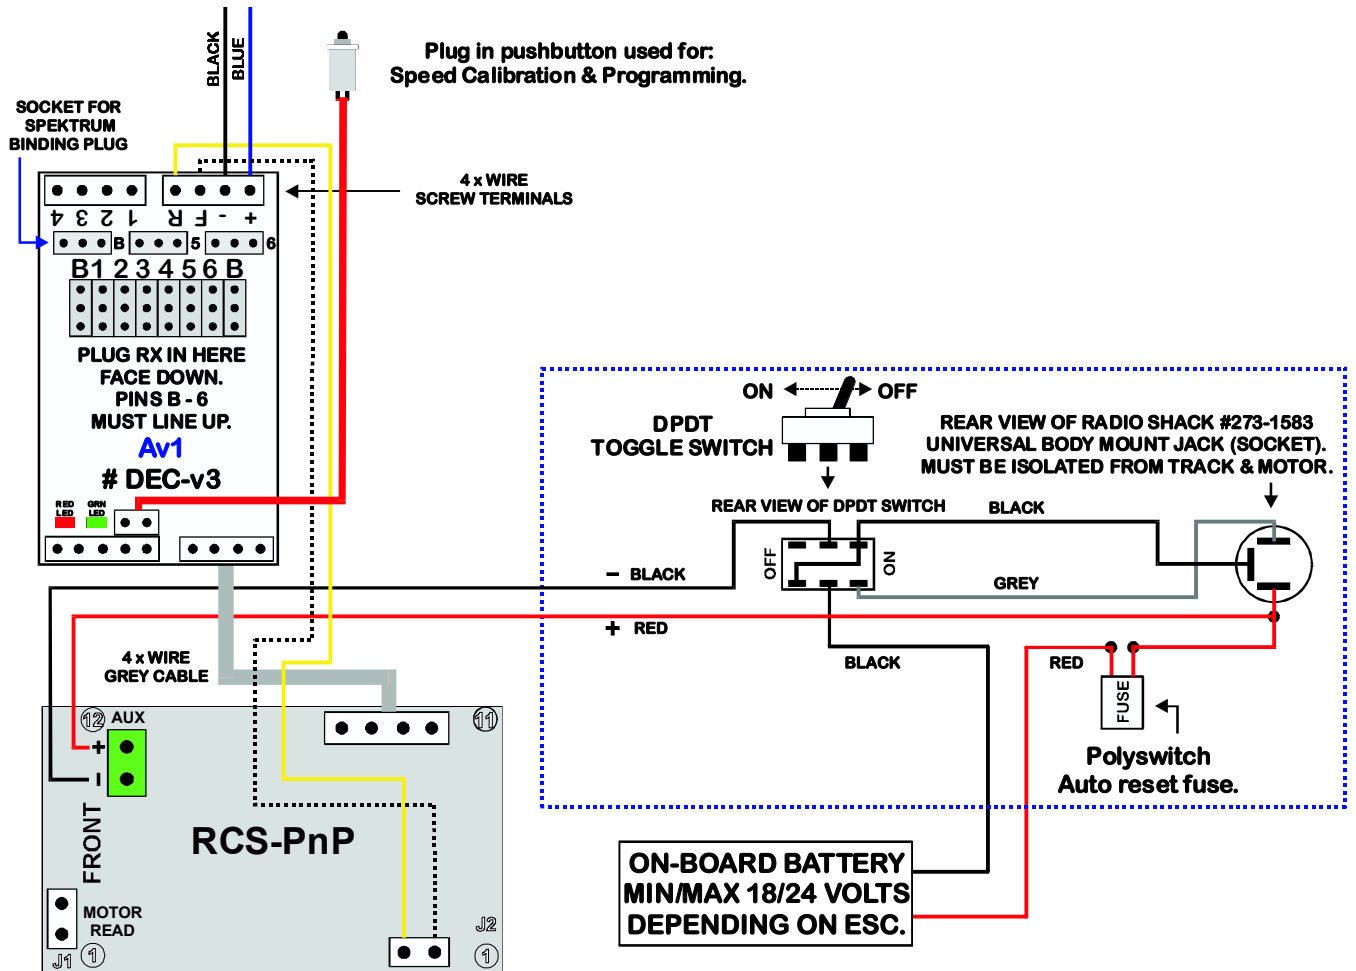 BLACK
BLUE
Plug in pushbutton used for:
Speed Calibration & Programming.
SOCKET FOR
SPEKTRUM
BINDING PLUG
4 x WIRE
SCREW TERMINALS
4 3 2 1 R F - +
B 5 6
B 1 2 3 4 5 6 B
PLUG RX IN HERE
FACE DOWN.
PINS B - 6
MUST LINE UP.
Av1
# DEC-v3
RED
LED
GRN
LED
ON OFF
DPDT
TOGGLE SWITCH
REAR VIEW OF RADIO SHACK #273-1583
UNIVERSAL BODY MOUNT JACK (SOCKET).
MUST BE ISOLATED FROM TRACK & MOTOR.
REAR VIEW OF DPDT SWITCH
BLACK
OFF
ON
- BLACK
GREY
+ RED
BLACK
RED
FUSE
Polyswitch
Auto reset fuse.
4 x WIRE
GREY CABLE
12 AUX
11
+
-
FRONT
RCS-PnP
MOTOR
READ
J1 1
J2
1
ON-BOARD BATTERY
MIN/MAX 18/24 VOLTS
DEPENDING ON ESC.